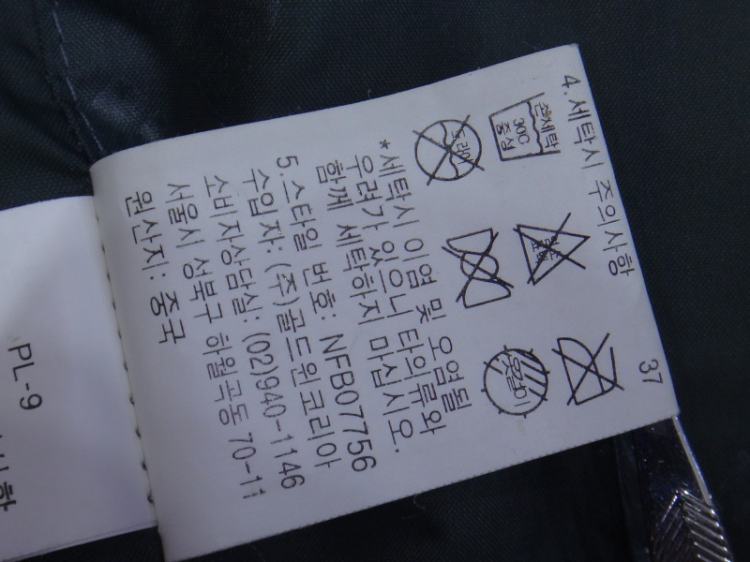 4. 세탁시 주의사항
37
손세탁
30C
중성
드라이
옷걸이
*세탁시 이염 및 오염될
우려가 있으니 타의류와
함께 세탁하지 마십시오.
5. 스타일 번호: NFB07756
수입자: (주)골드윈코리아
소비자상담실: (02)940-1146
서울시 성북구 하월곡동 70-11
원산지: 중국
PL-9